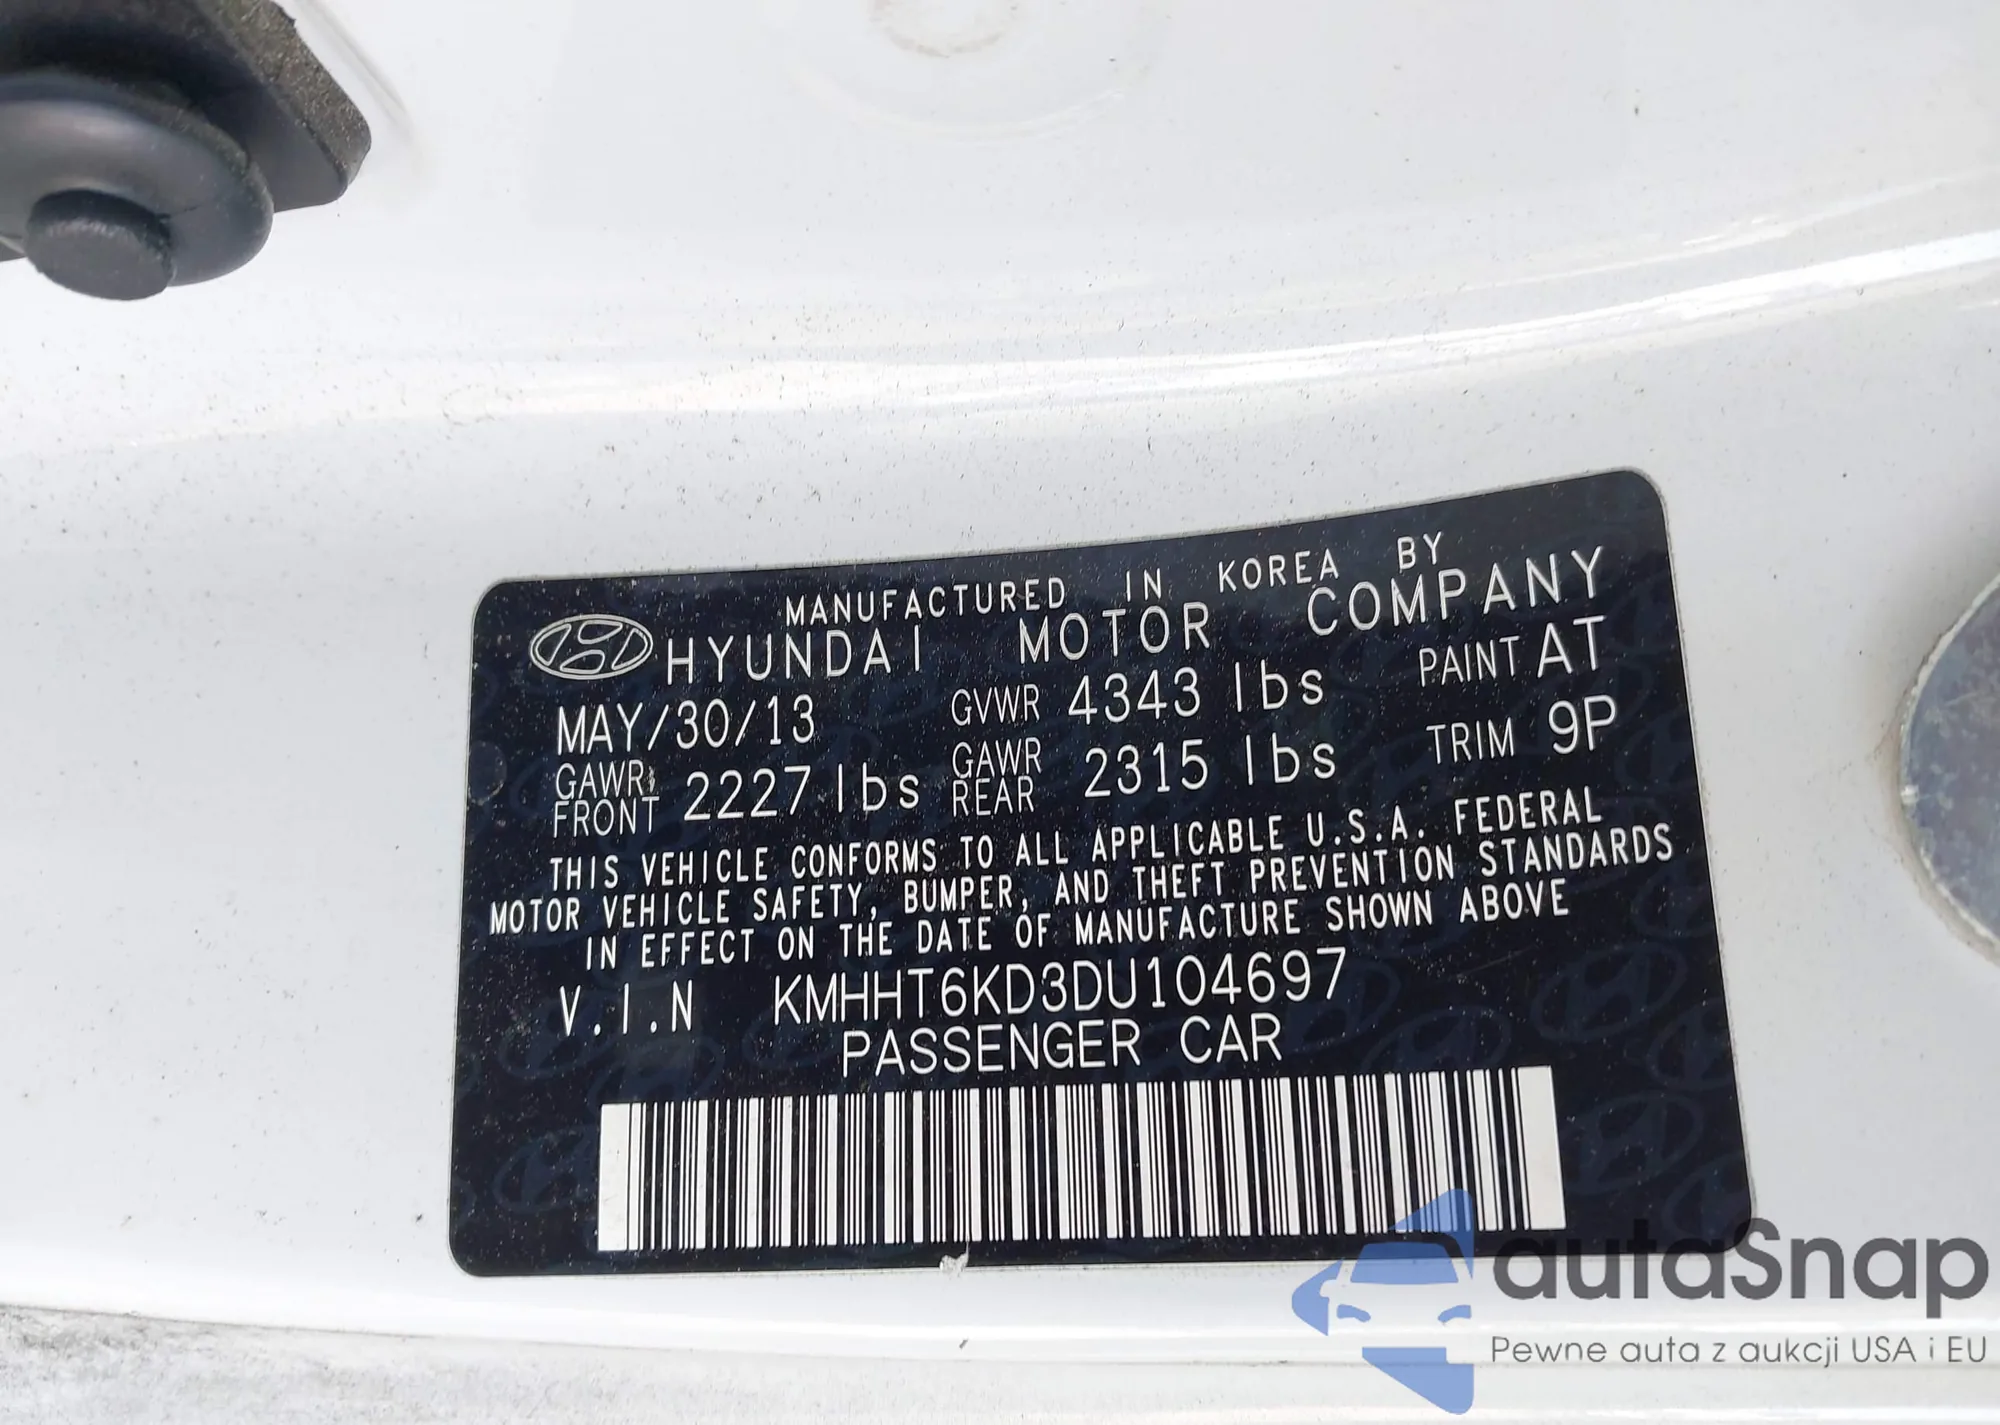 MANUFACTURED IN KOREA BY
HYUNDAI MOTOR COMPANY
MAY/30/13 GVWR 4343 lbs PAINT AT
GAWR FRONT 2227 lbs GAWR REAR 2315 lbs TRIM 9P
THIS VEHICLE CONFORMS TO ALL APPLICABLE U.S.A. FEDERAL
MOTOR VEHICLE SAFETY, BUMPER, AND THEFT PREVENTION STANDARDS
IN EFFECT ON THE DATE OF MANUFACTURE SHOWN ABOVE
V.I.N KMHHT6KD3DU104697
PASSENGER CAR
autaSnap
Pewne auta z aukcji USA i EU